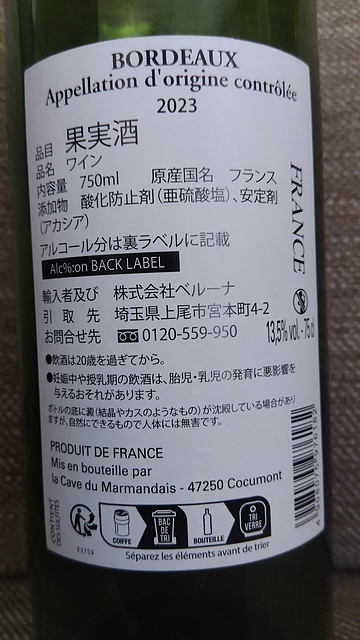 BORDEAUX
Appellation d'origine contrôlée
2023
品目 果実酒
品名 ワイン
内容量 750ml 原産国名 フランス
添加物 酸化防止剤(亜硫酸塩)、安定剤
(アカシア)
アルコール分は裏ラベルに記載
Alc%:on BACK LABEL
輸入者及び 株式会社ベルーナ
引取先 埼玉県上尾市宮本町4-2
お問合せ先 0120-559-950
●飲酒は20歳を過ぎてから。
●妊娠中や授乳期の飲酒は、胎児・乳児の発育に悪影響を
与えるおそれがあります。
ボトルの底に澱(結晶やカスのようなもの)が沈殿している場合があり
ますが、自然にできるもので人体には無害です。
FRANCE
13,5% vol. - 75 cl
PRODUIT DE FRANCE
Mis en bouteille par
la Cave du Marmandais - 47250 Cocumont
CONTIENT
DES SULFITES
23759
COIFFE
BAC
DE
TRI
BOUTEILLE
TRI
VERRE
Séparez les éléments avant de trier